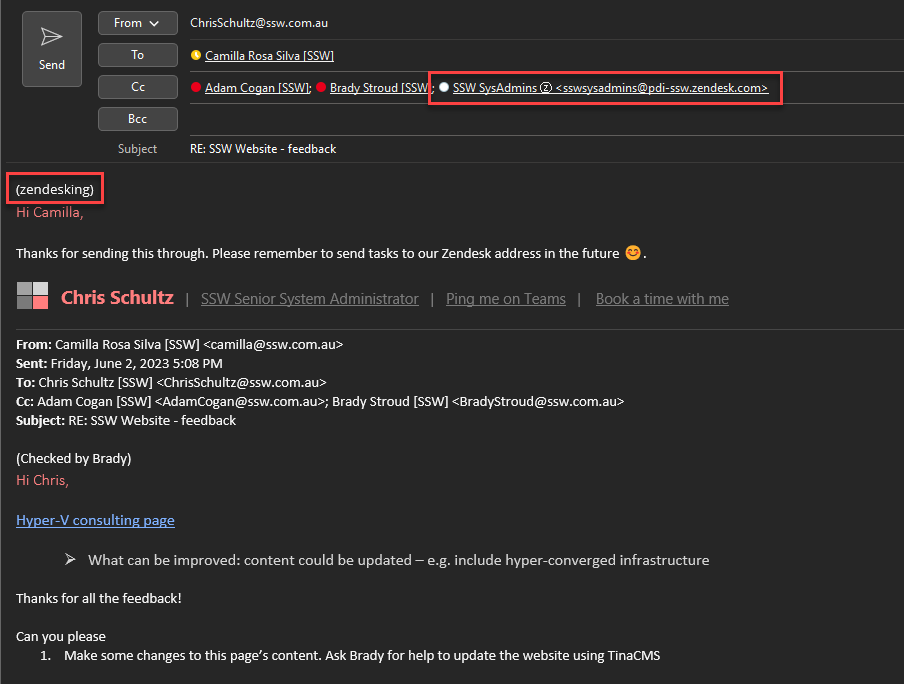 From
ChrisSchultz@ssw.com.au
Send
To
Camilla Rosa Silva [SSW]
Cc
Adam Cogan [SSW]; Brady Stroud [SSW]; SSW SysAdmins Ⓩ <sswsysadmins@pdi-ssw.zendesk.com>
Bcc
Subject
RE: SSW Website - feedback
(zendesking)
Hi Camilla,
Thanks for sending this through. Please remember to send tasks to our Zendesk address in the future 😊.
Chris Schultz | SSW Senior System Administrator | Ping me on Teams | Book a time with me
From: Camilla Rosa Silva [SSW] <camilla@ssw.com.au>
Sent: Friday, June 2, 2023 5:08 PM
To: Chris Schultz [SSW] <ChrisSchultz@ssw.com.au>
Cc: Adam Cogan [SSW] <AdamCogan@ssw.com.au>; Brady Stroud [SSW] <BradyStroud@ssw.com.au>
Subject: RE: SSW Website - feedback
(Checked by Brady)
Hi Chris,
Hyper-V consulting page
➢ What can be improved: content could be updated – e.g. include hyper-converged infrastructure
Thanks for all the feedback!
Can you please
1. Make some changes to this page’s content. Ask Brady for help to update the website using TinaCMS